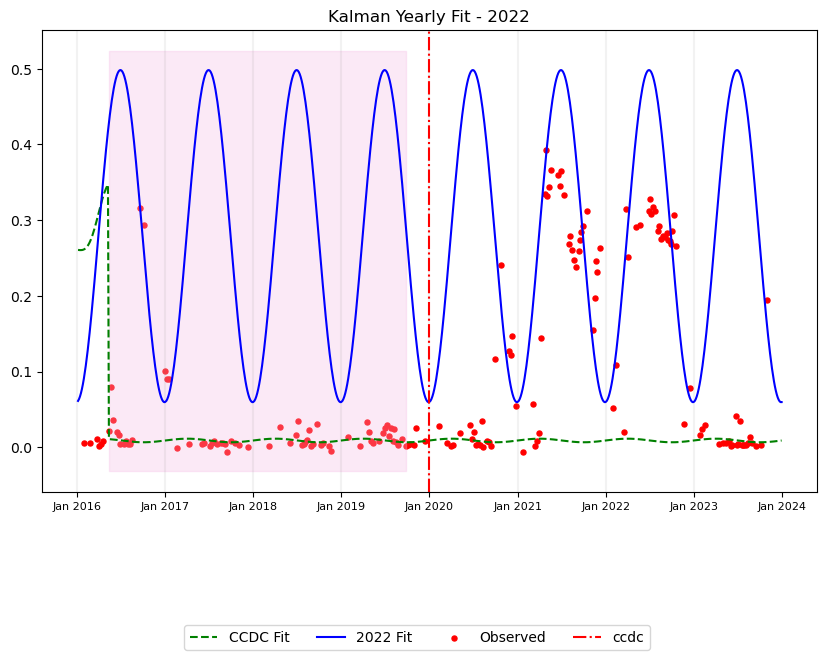 Kalman Yearly Fit - 2022
0.5
0.4
0.3
0.2
0.1
0.0
Jan 2016 Jan 2017 Jan 2018 Jan 2019 Jan 2020 Jan 2021 Jan 2022 Jan 2023 Jan 2024
CCDC Fit 2022 Fit Observed ccdc